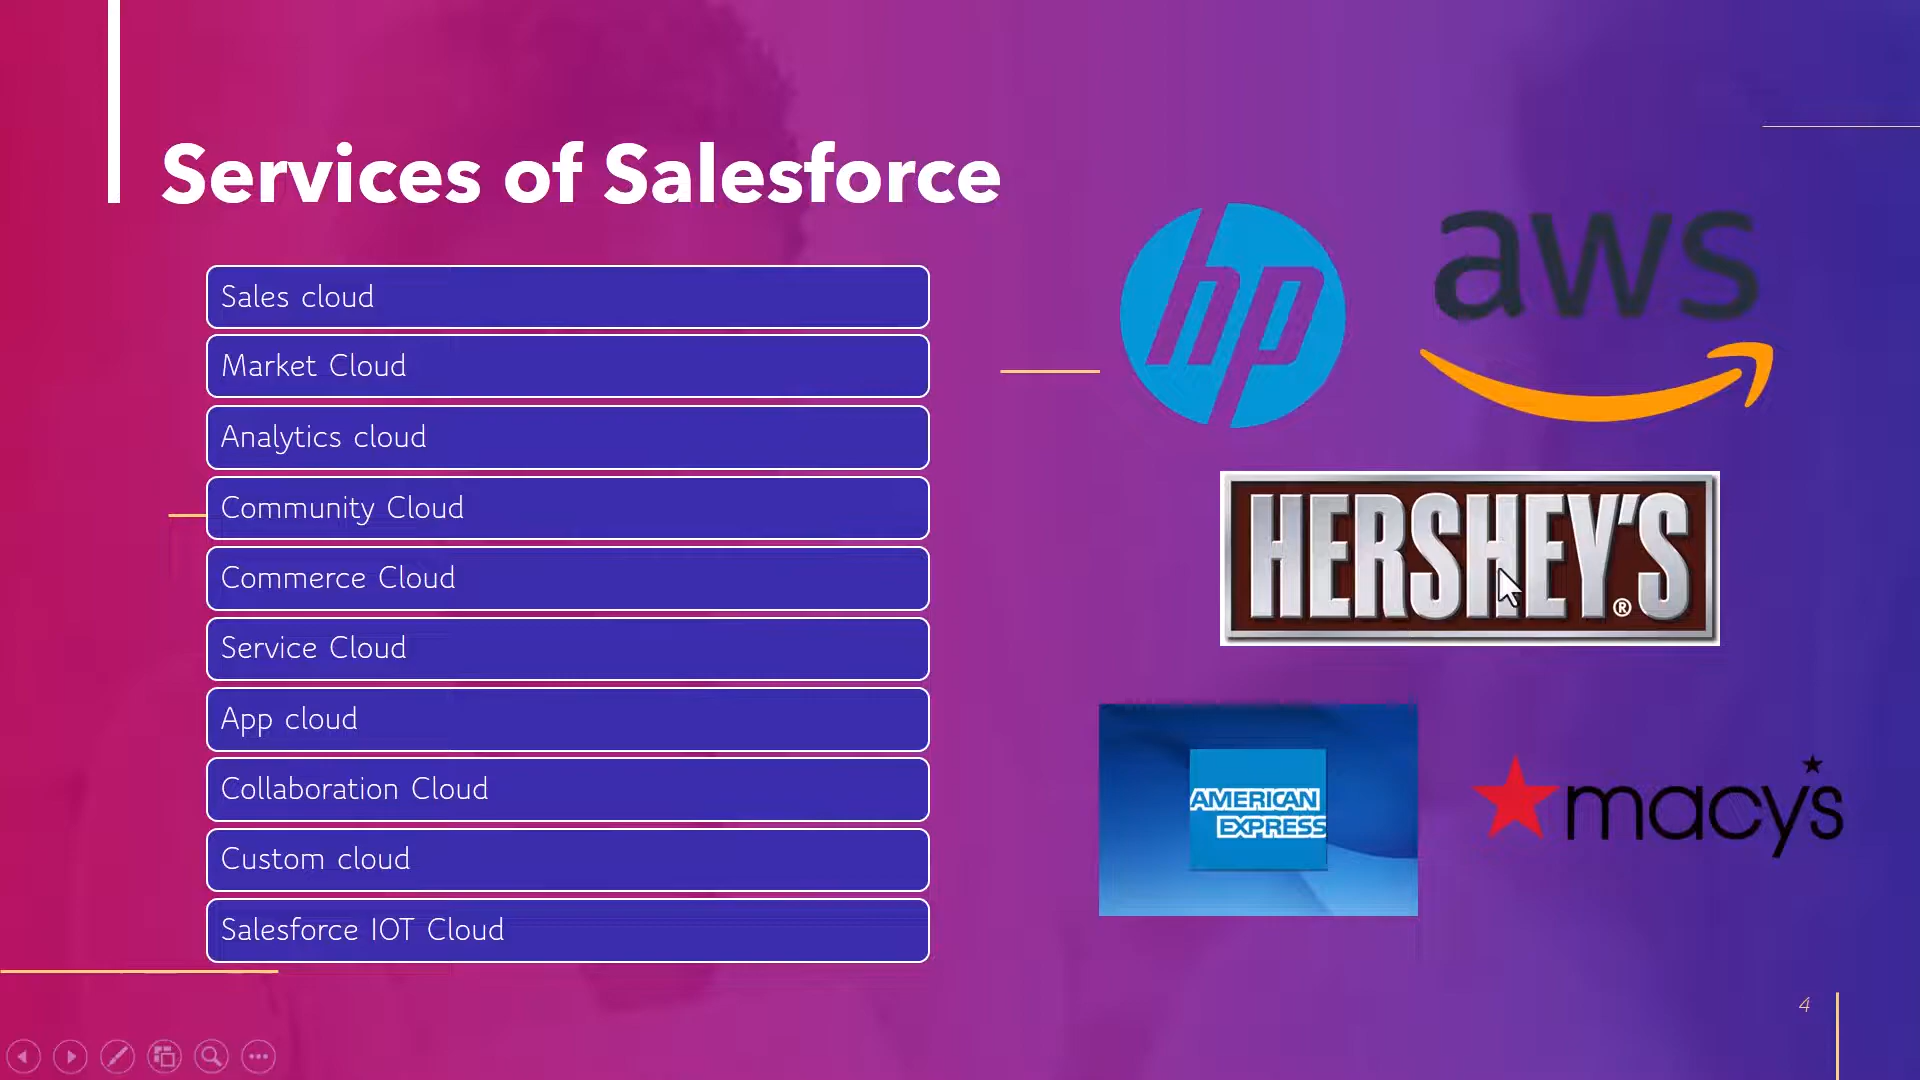 Services of Salesforce
Sales cloud
Market Cloud
Analytics cloud
Community Cloud
Commerce Cloud
Service Cloud
App cloud
Collaboration Cloud
Custom cloud
Salesforce IOT Cloud
hp
aws
HERSHEY'S®
AMERICAN
EXPRESS
macys
4